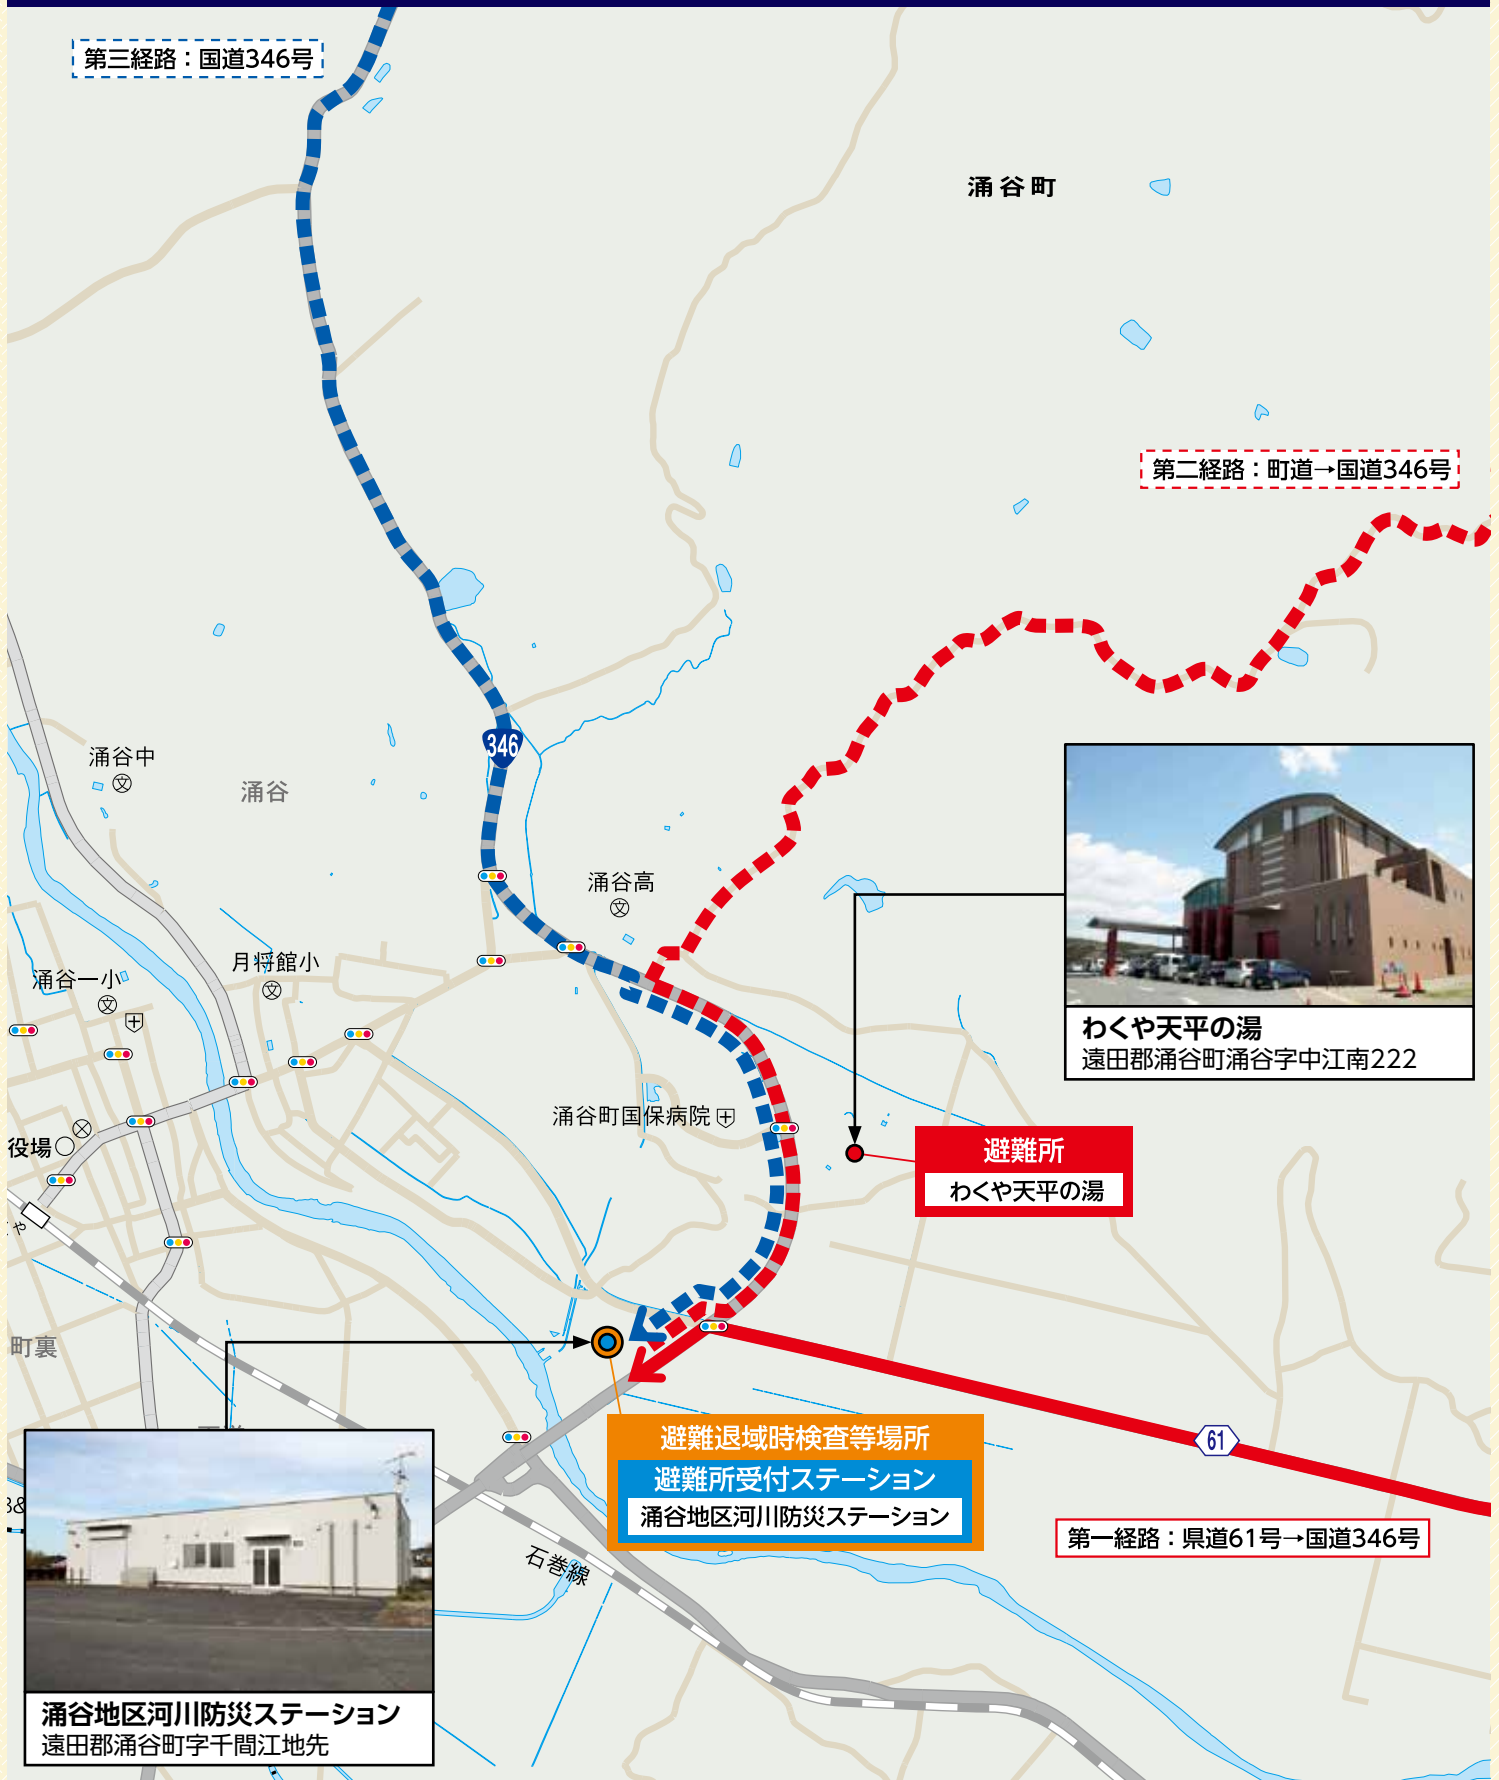 第三経路：国道346号
涌谷町
第二経路：町道→国道346号
346
涌谷中
涌谷
涌谷高
月将館小
涌谷一小
わくや天平の湯
遠田郡涌谷町涌谷字中江南222
涌谷町国保病院
役場
避難所
わくや天平の湯
や
町裏
避難退域時検査等場所
避難所受付ステーション
涌谷地区河川防災ステーション
61
第一経路：県道61号→国道346号
石巻線
涌谷地区河川防災ステーション
遠田郡涌谷町字千間江地先